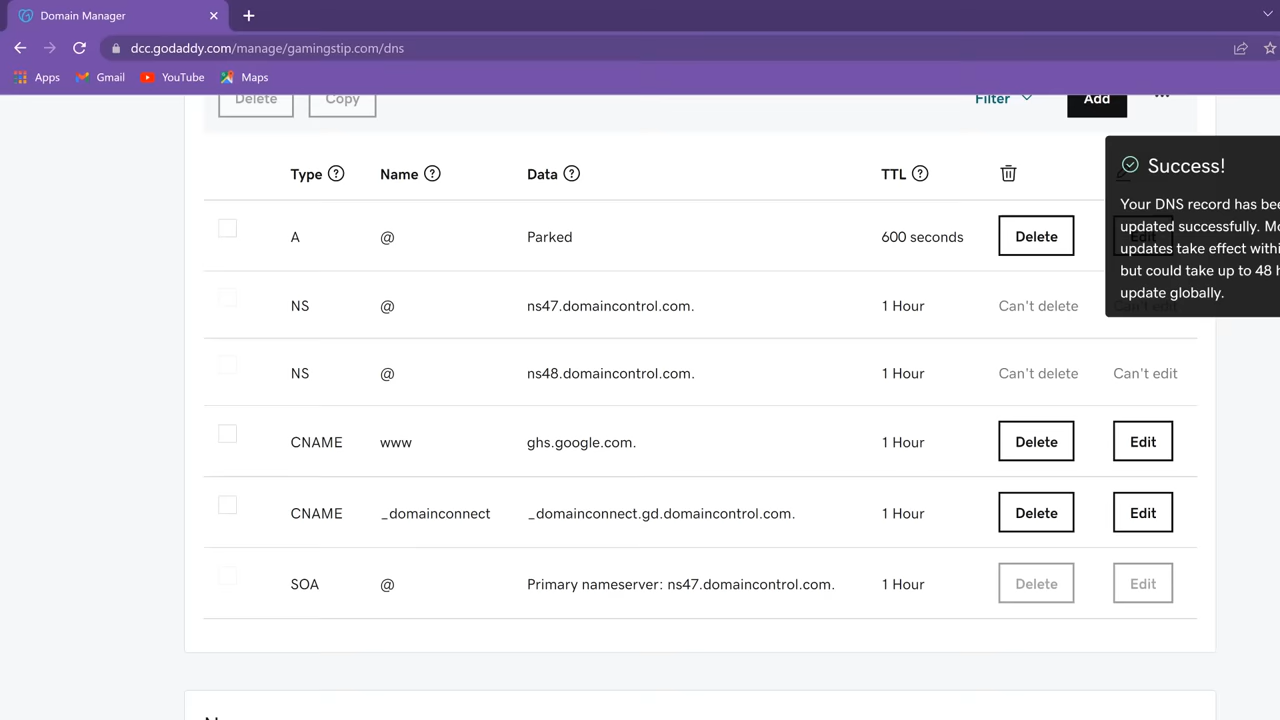 Domain Manager
dcc.godaddy.com/manage/gamingstip.com/dns
Apps Gmail YouTube Maps
Delete Copy Filter Add
Type Name Data TTL
A @ Parked 600 seconds Delete Edit
NS @ ns47.domaincontrol.com. 1 Hour Can't delete Can't edit
NS @ ns48.domaincontrol.com. 1 Hour Can't delete Can't edit
CNAME www ghs.google.com. 1 Hour Delete Edit
CNAME _domainconnect _domainconnect.gd.domaincontrol.com. 1 Hour Delete Edit
SOA @ Primary nameserver: ns47.domaincontrol.com. 1 Hour Delete Edit
Success!
Your DNS record has bee
updated successfully. Mo
updates take effect withi
but could take up to 48 h
update globally.